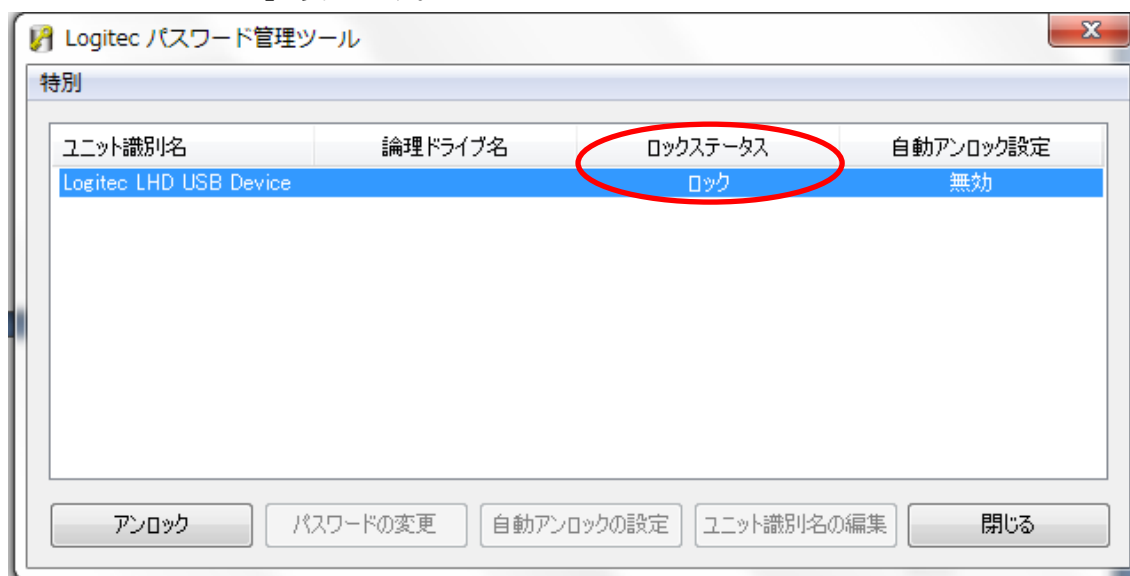 Logitec パスワード管理ツール
特別
ユニット識別名 論理ドライブ名 ロックステータス 自動アンロック設定
Logitec LHD USB Device ロック 無効
アンロック パスワードの変更 自動アンロックの設定 ユニット識別名の編集 閉じる